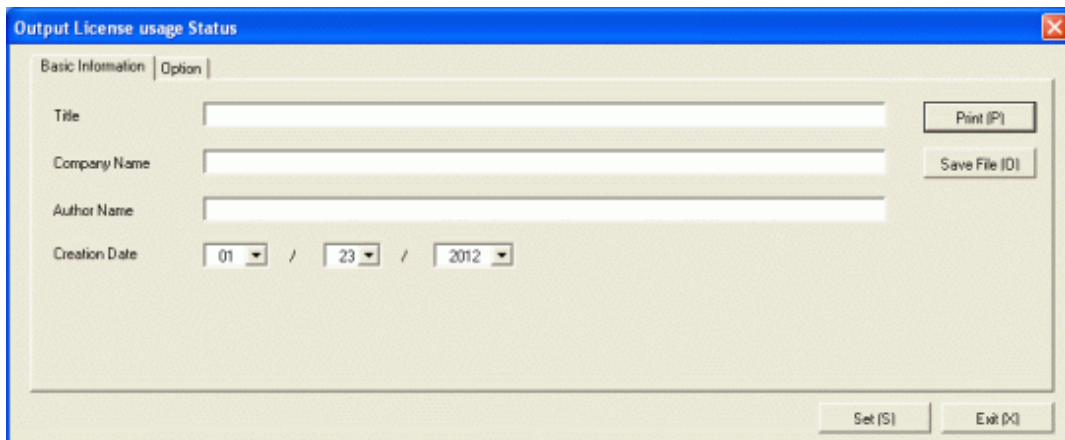 Output License usage Status
Basic Information Option
Title
Print (P)
Company Name
Save File (O)
Author Name
Creation Date 01 / 23 / 2012
Set (S) Exit (X)